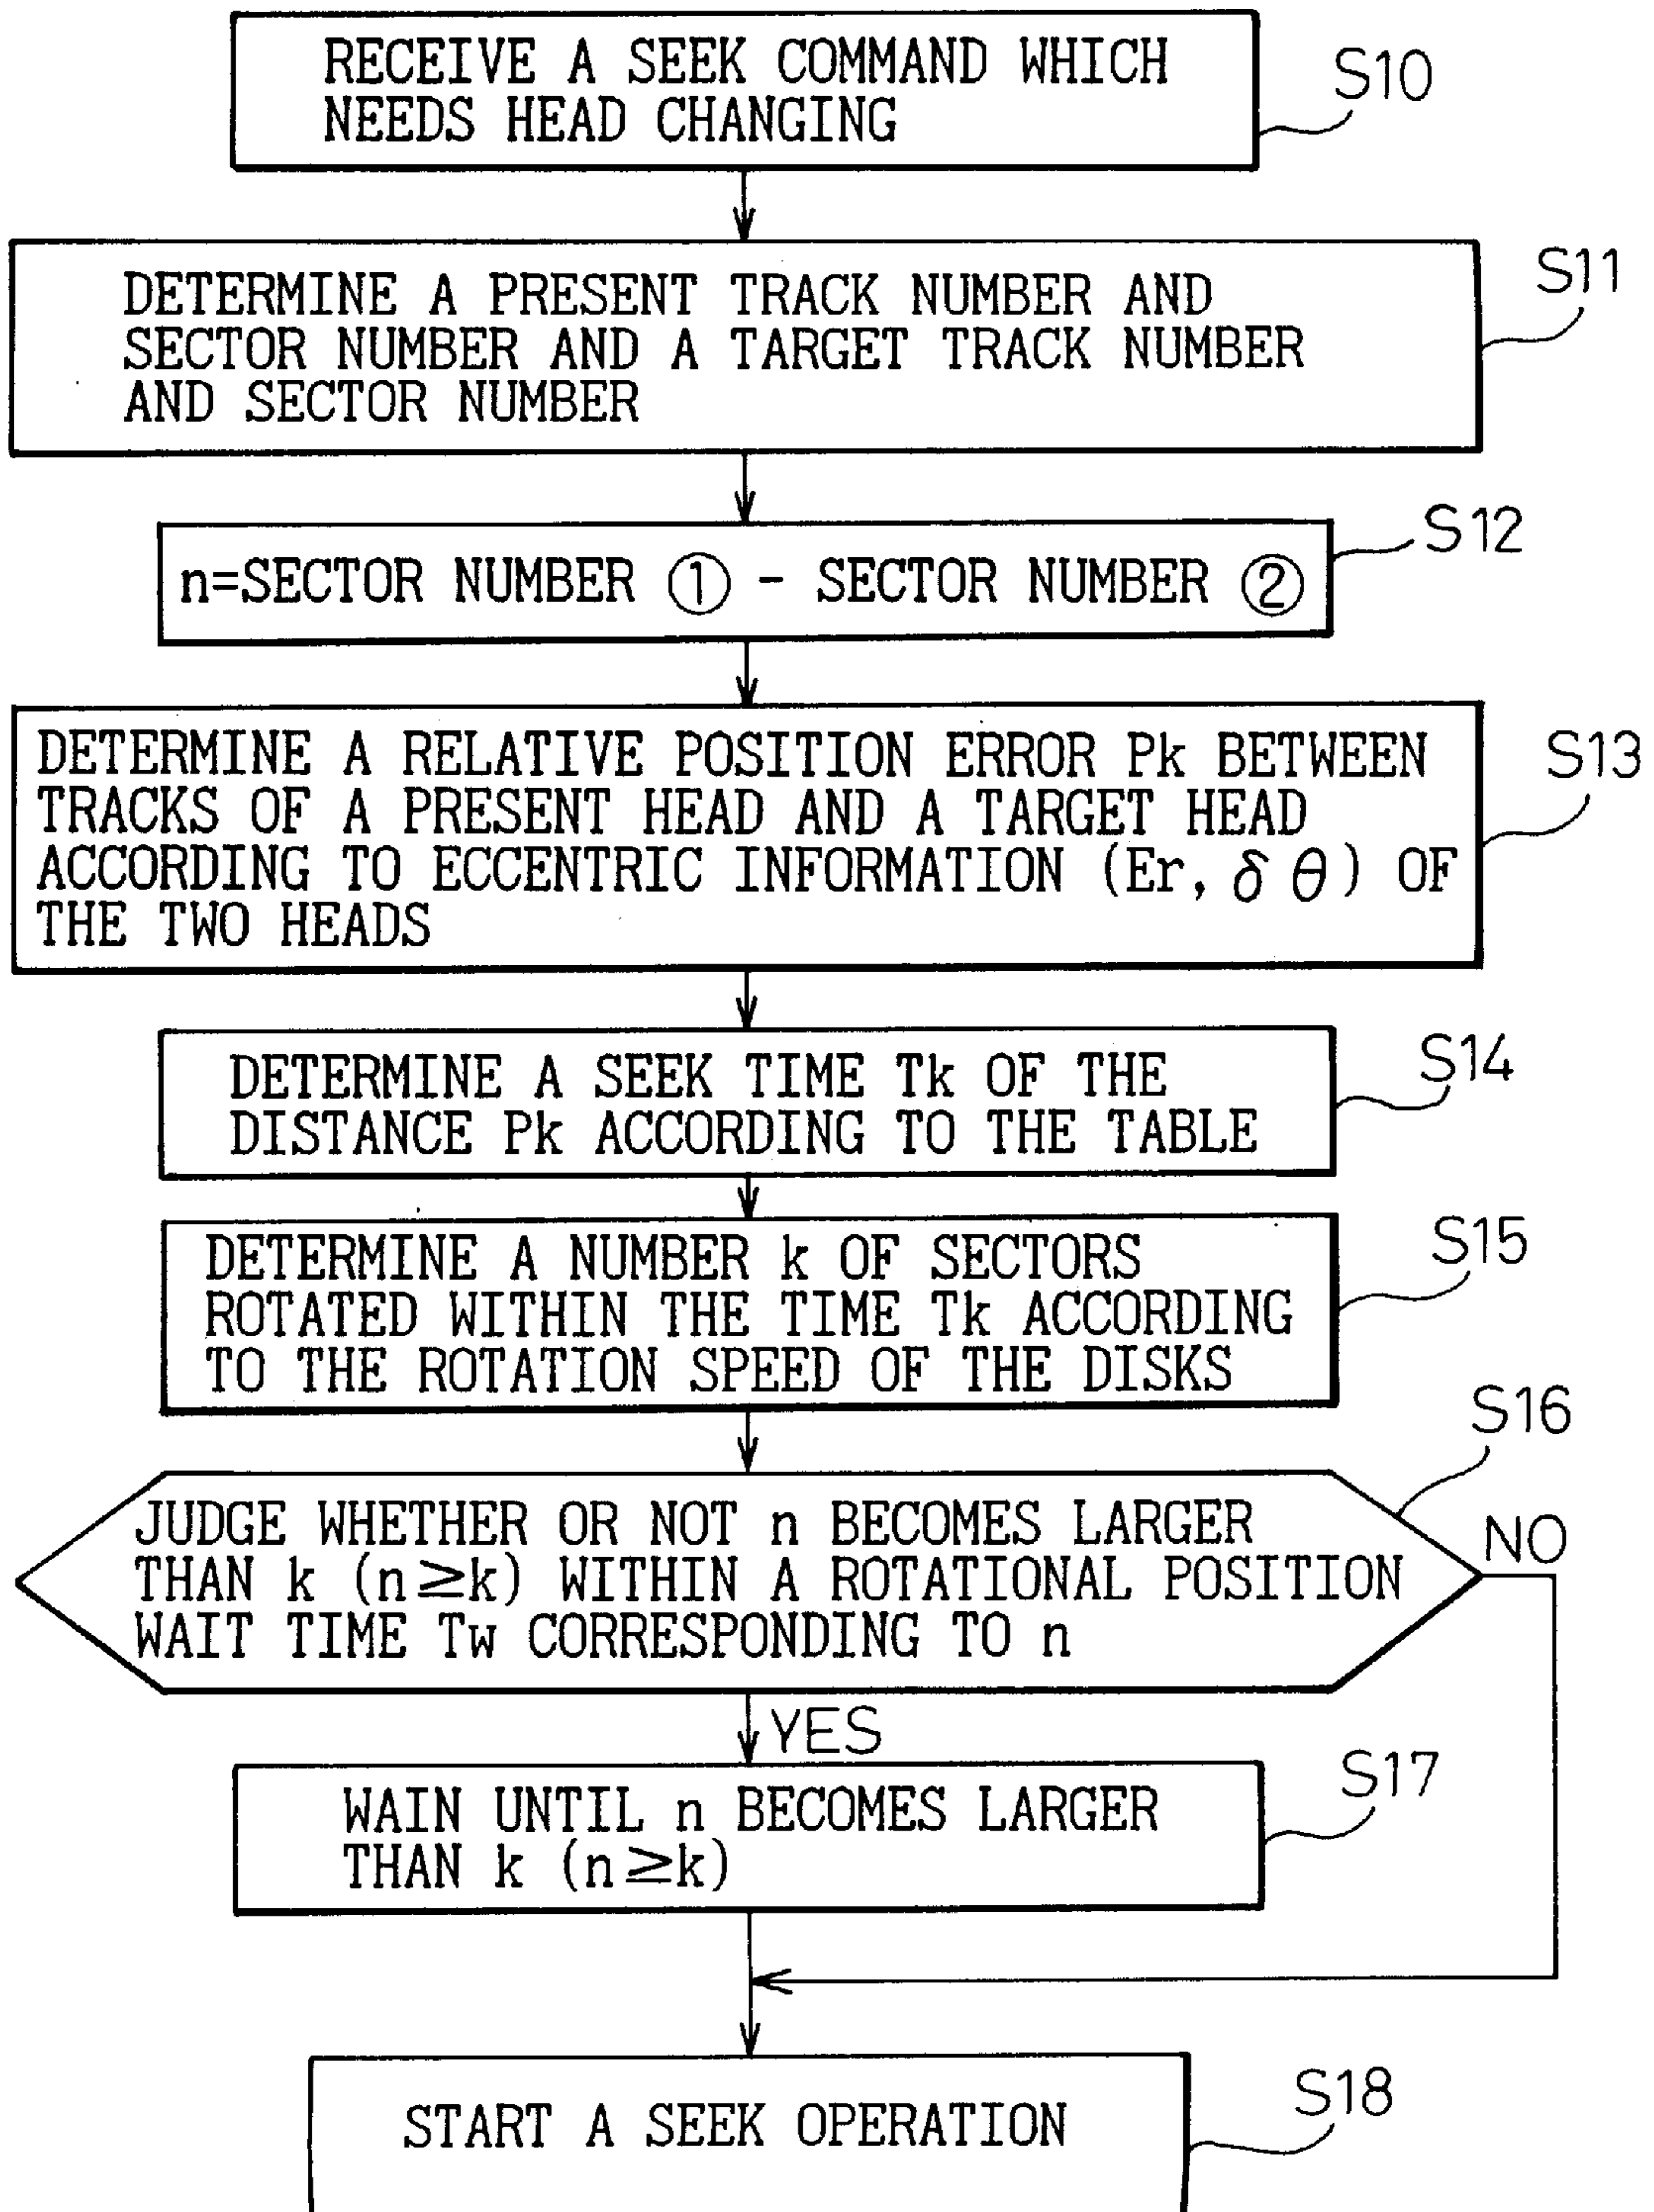 RECEIVE A SEEK COMMAND WHICH
NEEDS HEAD CHANGING
S10
DETERMINE A PRESENT TRACK NUMBER AND
SECTOR NUMBER AND A TARGET TRACK NUMBER
AND SECTOR NUMBER
S11
n=SECTOR NUMBER ① - SECTOR NUMBER ②
S12
DETERMINE A RELATIVE POSITION ERROR Pk BETWEEN
TRACKS OF A PRESENT HEAD AND A TARGET HEAD
ACCORDING TO ECCENTRIC INFORMATION (Er, δ θ) OF
THE TWO HEADS
S13
DETERMINE A SEEK TIME Tk OF THE
DISTANCE Pk ACCORDING TO THE TABLE
S14
DETERMINE A NUMBER k OF SECTORS
ROTATED WITHIN THE TIME Tk ACCORDING
TO THE ROTATION SPEED OF THE DISKS
S15
JUDGE WHETHER OR NOT n BECOMES LARGER
THAN k (n≧k) WITHIN A ROTATIONAL POSITION
WAIT TIME Tw CORRESPONDING TO n
S16
NO
YES
WAIN UNTIL n BECOMES LARGER
THAN k (n≧k)
S17
START A SEEK OPERATION
S18